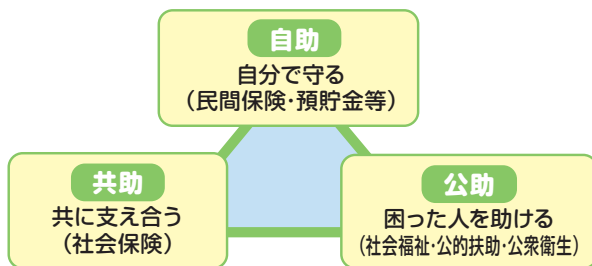 自助
自分で守る
（民間保険・預貯金等）
共助
共に支え合う
（社会保険）
公助
困った人を助ける
（社会福祉・公的扶助・公衆衛生）